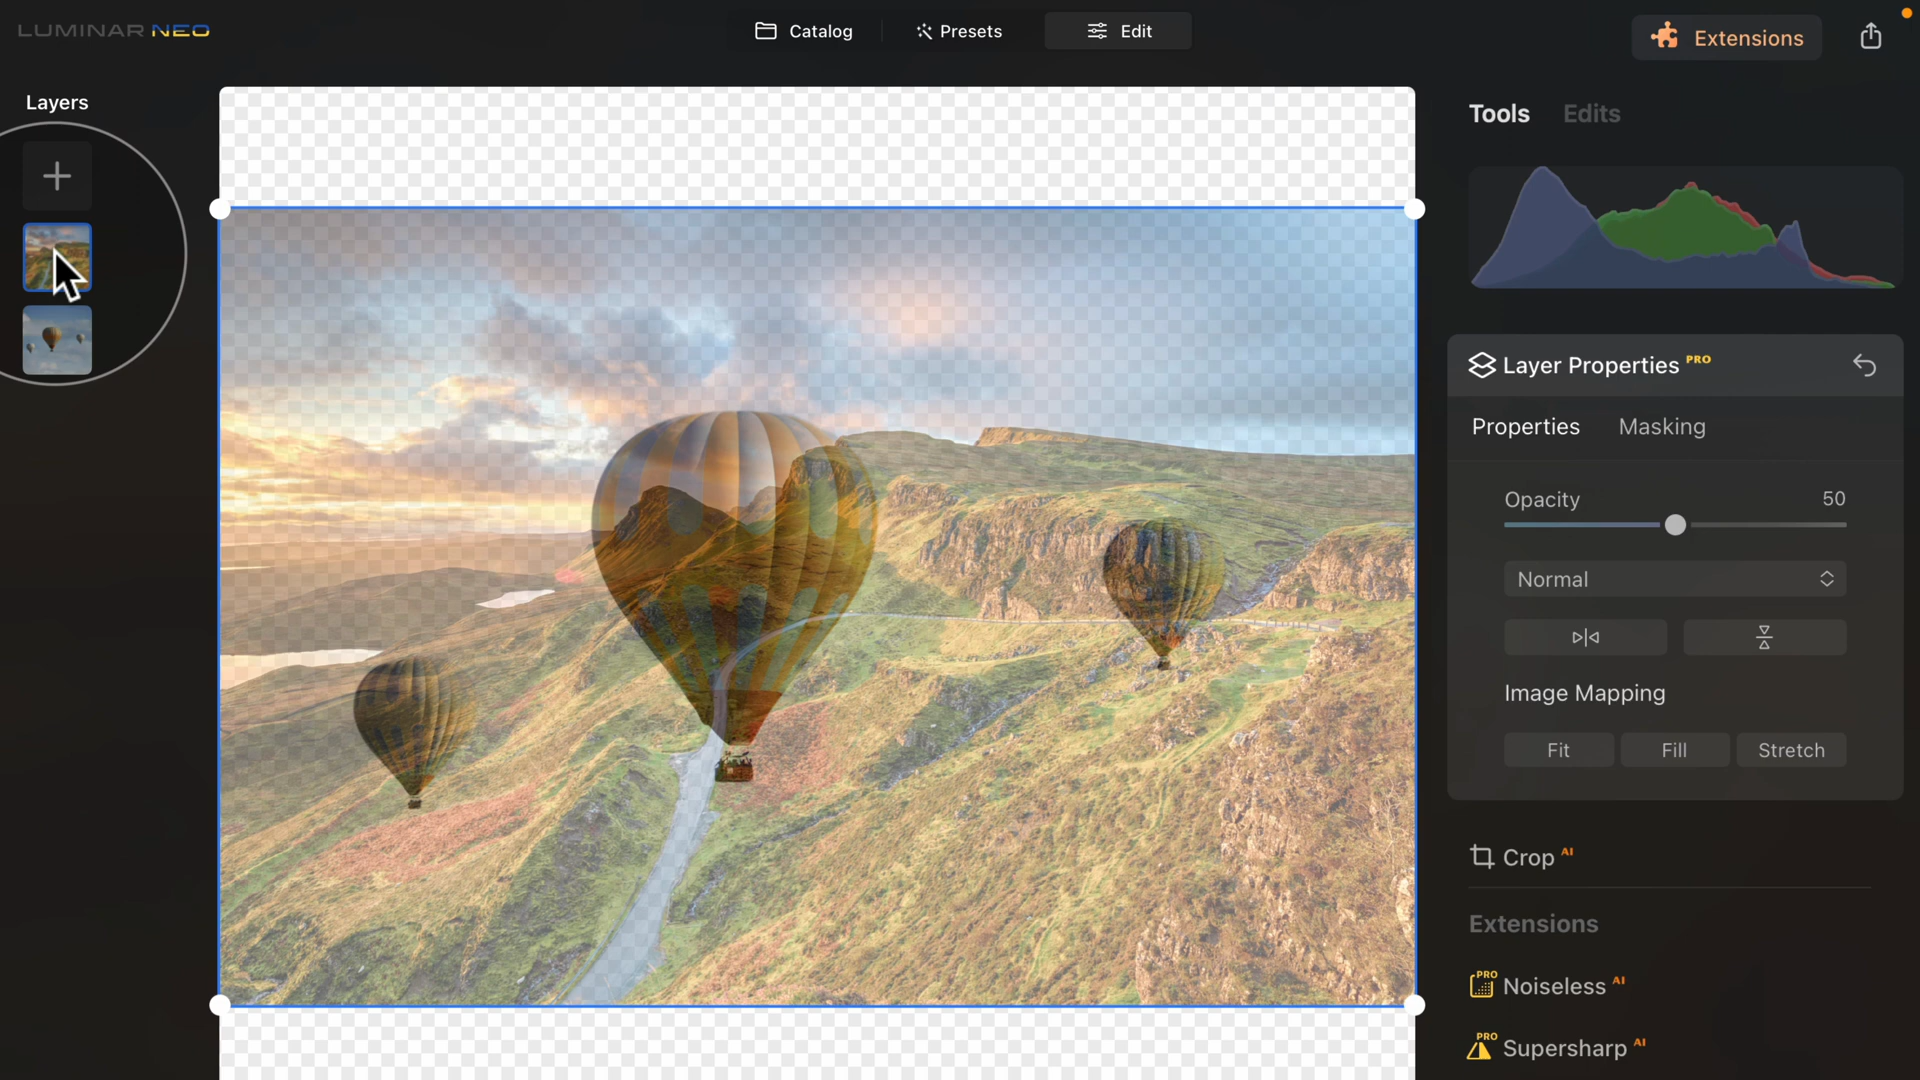 LUMINAR NEO
Catalog
Presets
Edit
Extensions
Layers
Tools
Edits
Layer Properties PRO
Properties
Masking
Opacity
50
Normal
Image Mapping
Fit
Fill
Stretch
Crop AI
Extensions
PRO
Noiseless AI
PRO
Supersharp AI